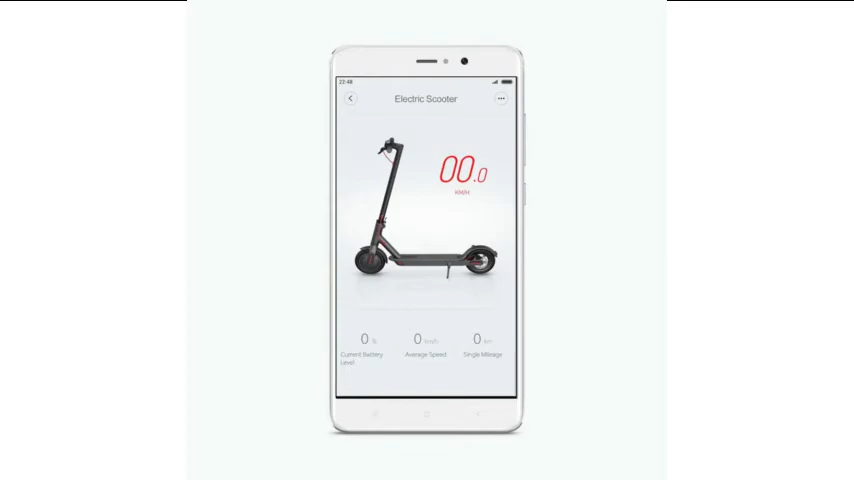 22:48
Electric Scooter
00.0
KM/H
0 %
0 km/h
0 km
Current Battery
Level
Average Speed
Single Mileage